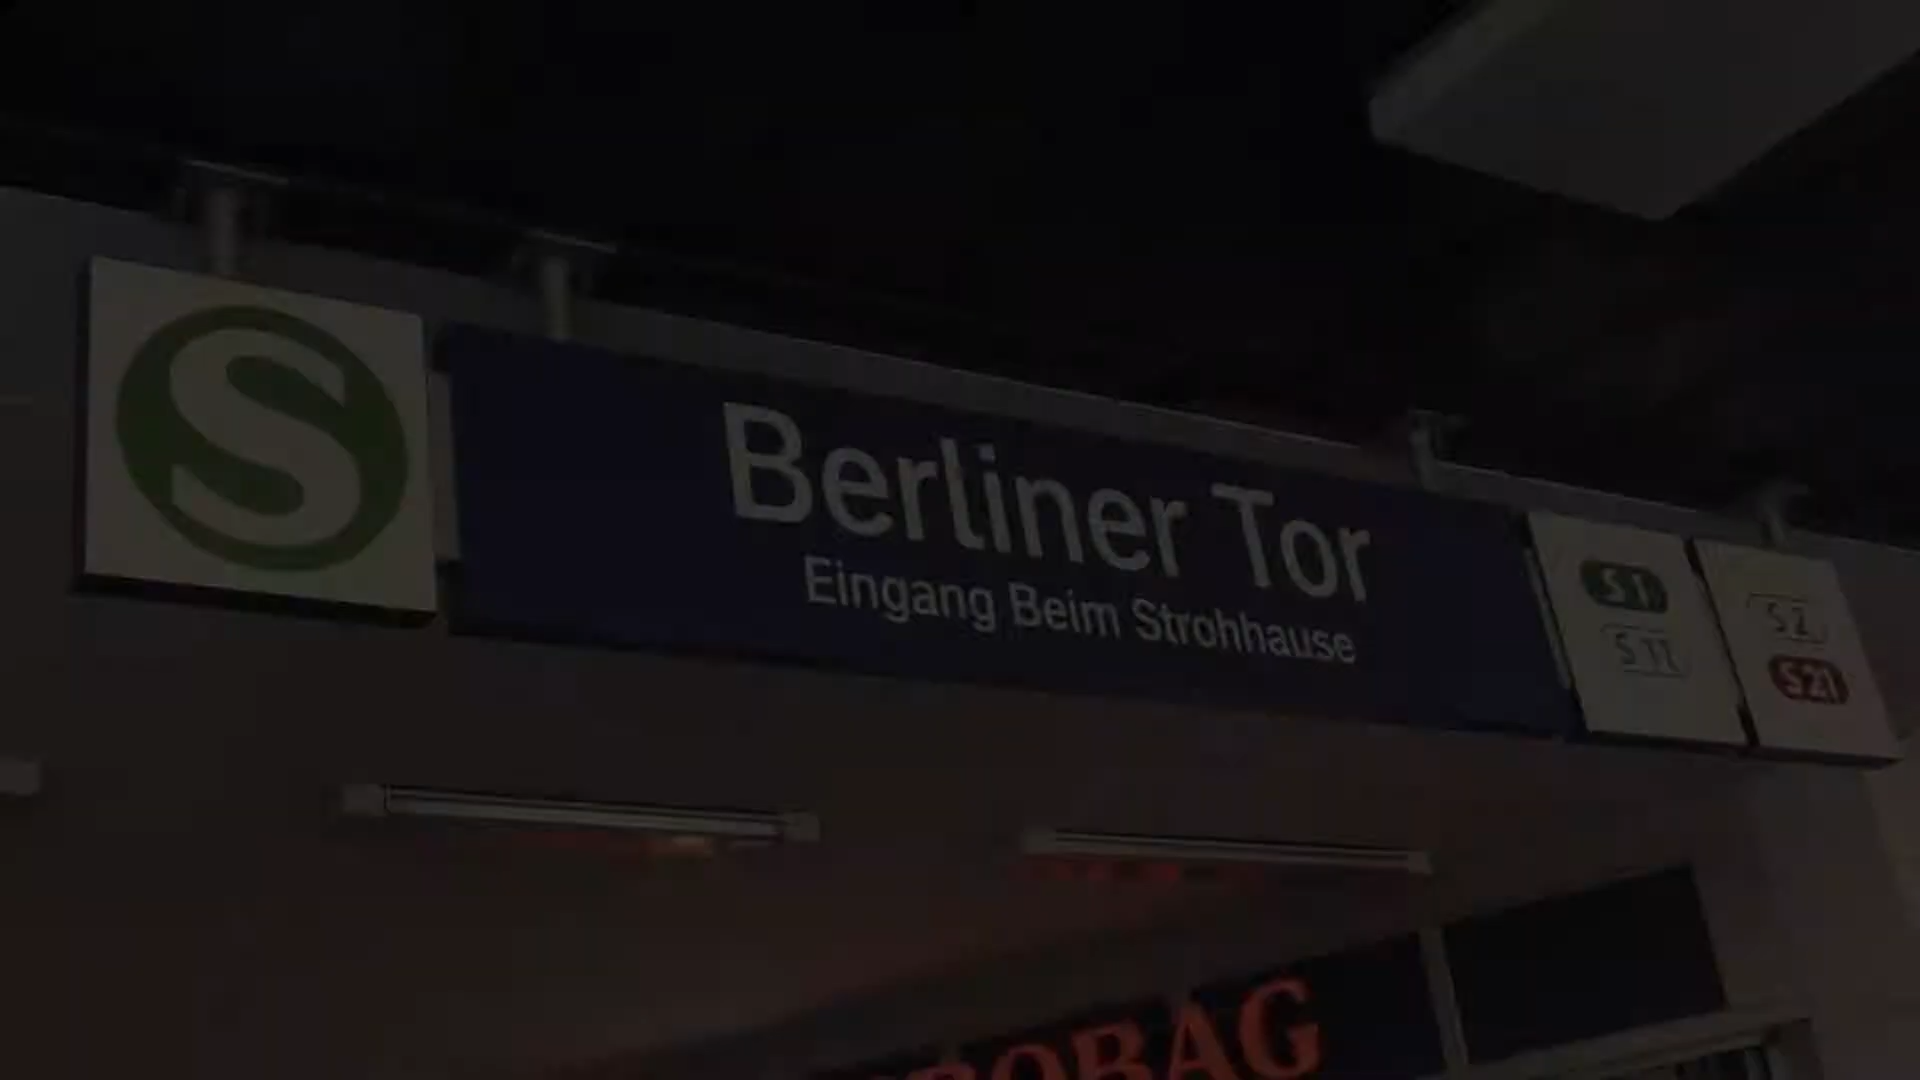 S
Berliner Tor
Eingang Beim Strohhause
S1
S11
S2
S21